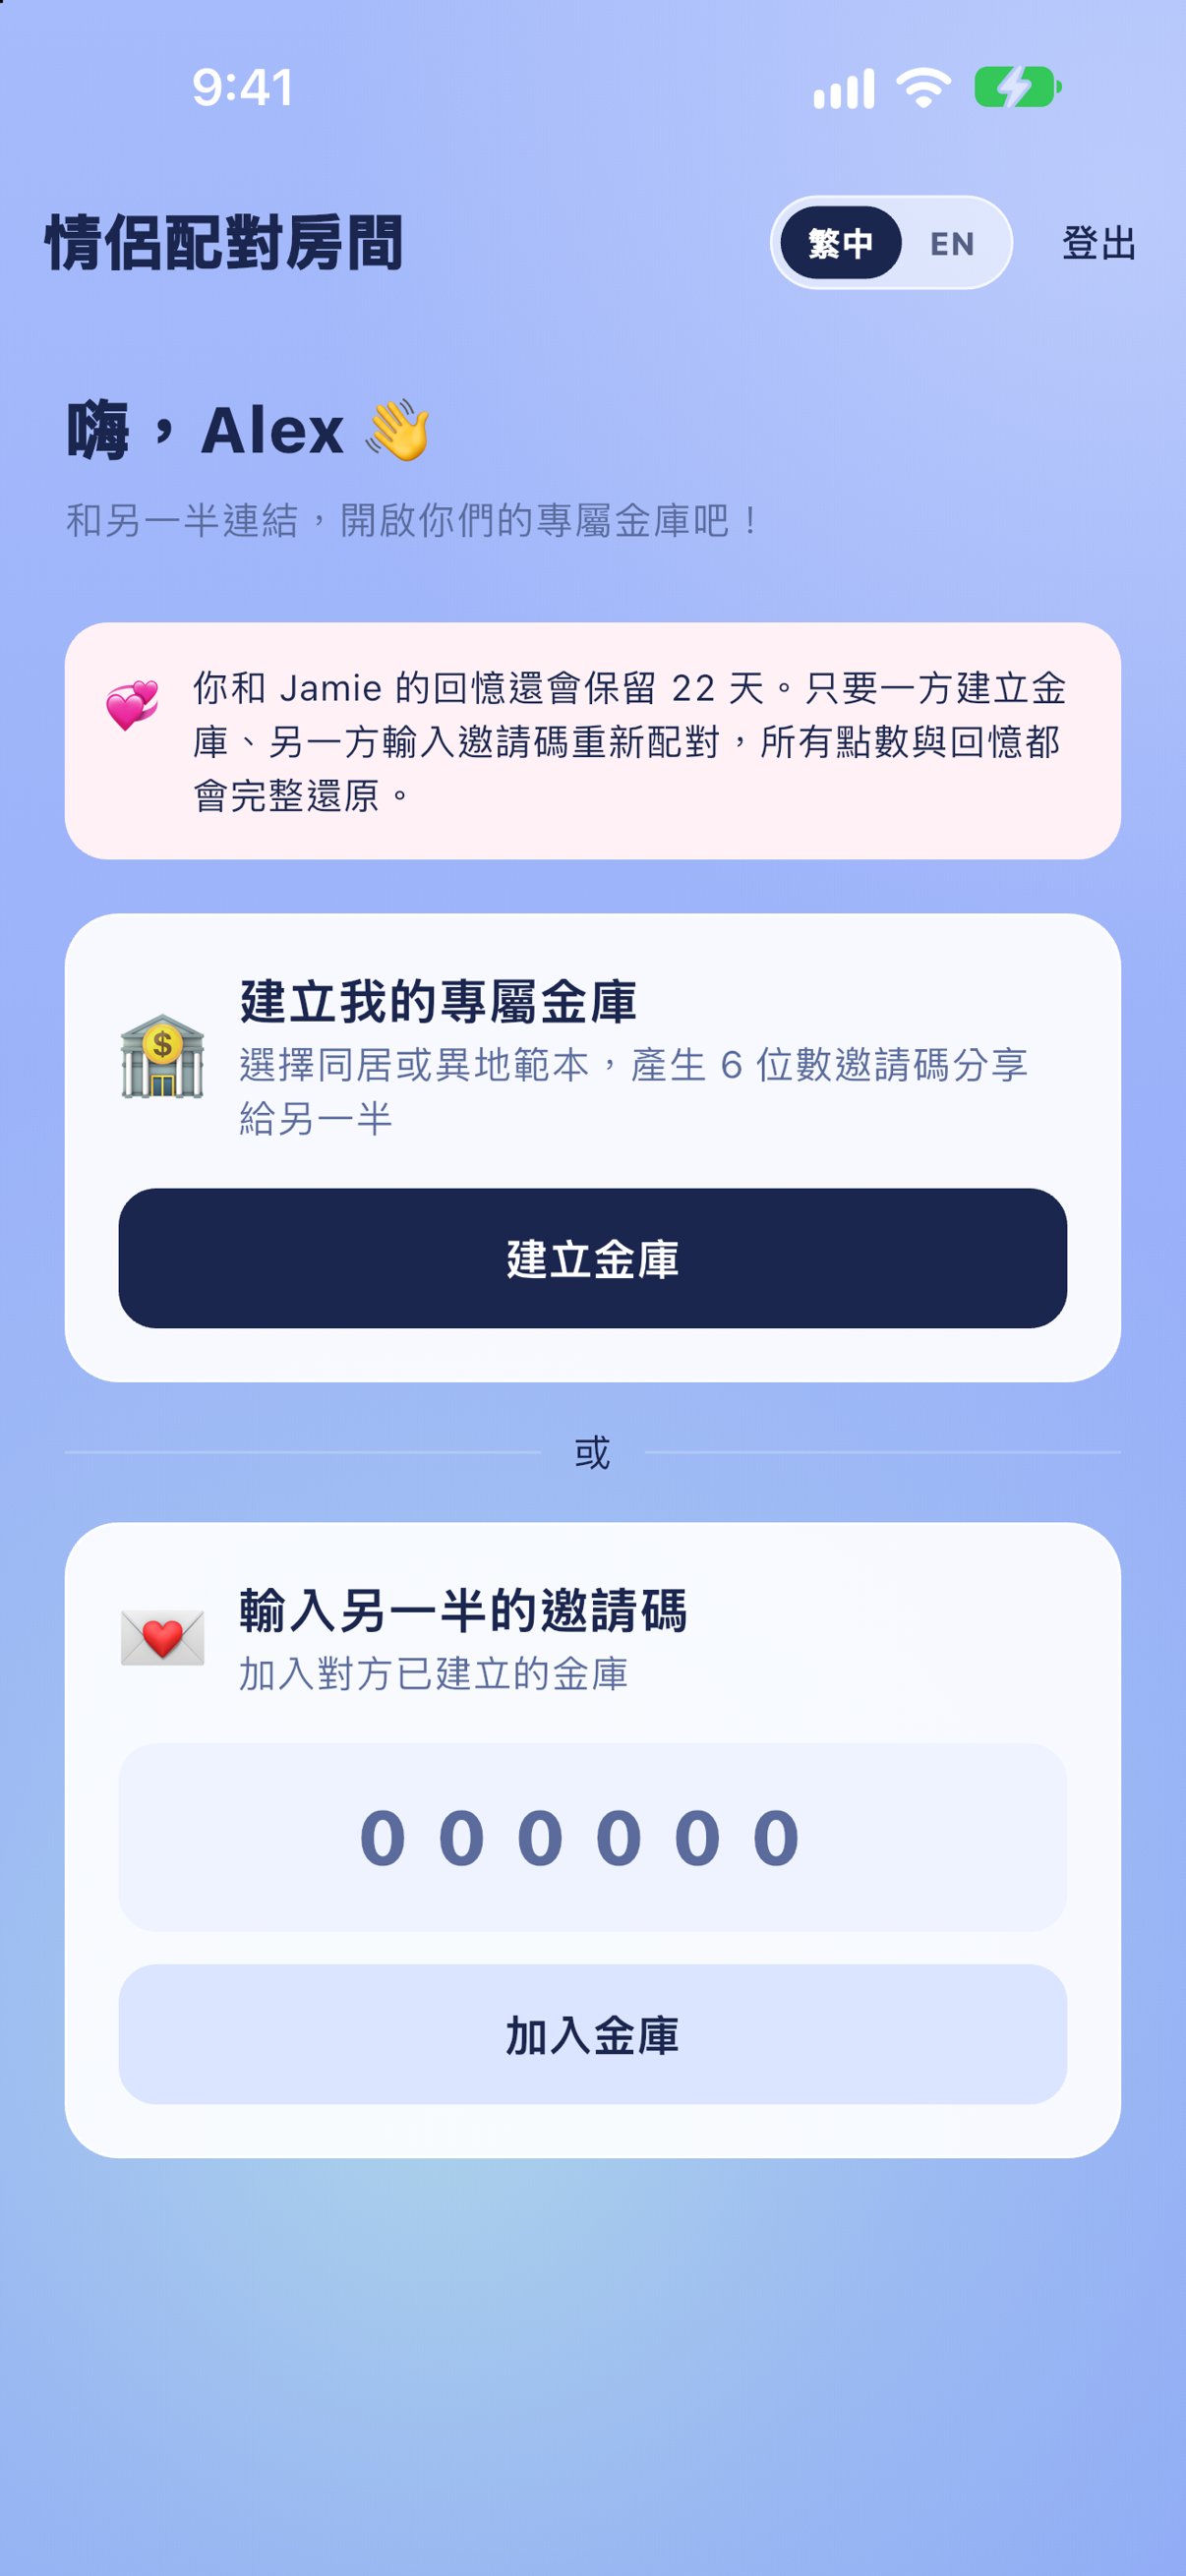 9:41
情侶配對房間
繁中 EN 登出
嗨，Alex 👋
和另一半連結，開啟你們的專屬金庫吧！
你和 Jamie 的回憶還會保留 22 天。只要一方建立金
庫、另一方輸入邀請碼重新配對，所有點數與回憶都
會完整還原。
建立我的專屬金庫
選擇同居或異地範本，產生 6 位數邀請碼分享
給另一半
建立金庫
或
輸入另一半的邀請碼
加入對方已建立的金庫
000000
加入金庫